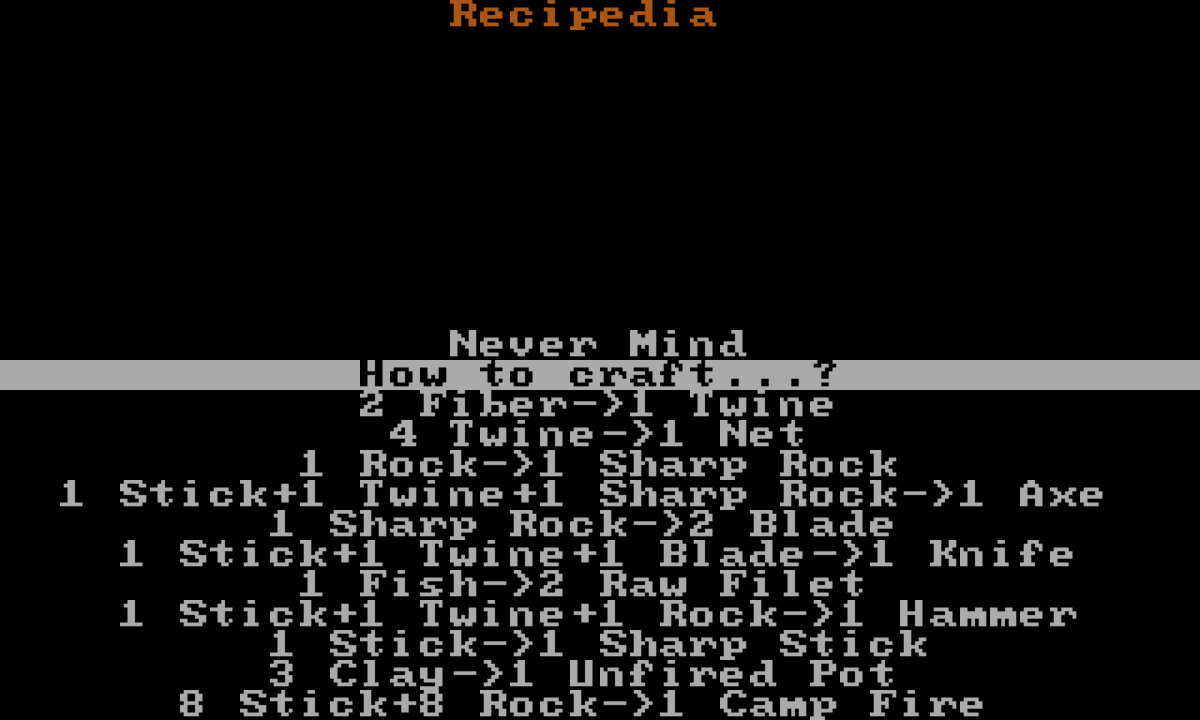 Recipedia
Never Mind
How to craft...?
2 Fiber->1 Twine
4 Twine->1 Net
1 Rock->1 Sharp Rock
1 Stick+1 Twine+1 Sharp Rock->1 Axe
1 Sharp Rock->2 Blade
1 Stick+1 Twine+1 Blade->1 Knife
1 Fish->2 Raw Filet
1 Stick+1 Twine+1 Rock->1 Hammer
1 Stick->1 Sharp Stick
3 Clay->1 Unfired Pot
8 Stick+8 Rock->1 Camp Fire